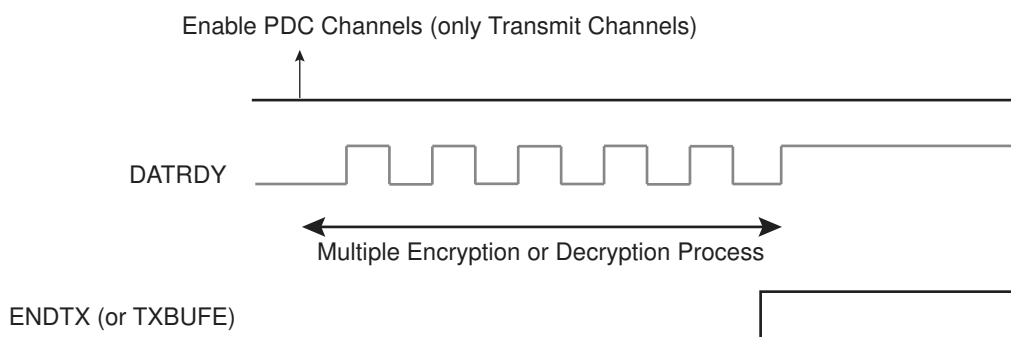 Enable PDC Channels (only Transmit Channels)
DATRDY
Multiple Encryption or Decryption Process
ENDTX (or TXBUFE)